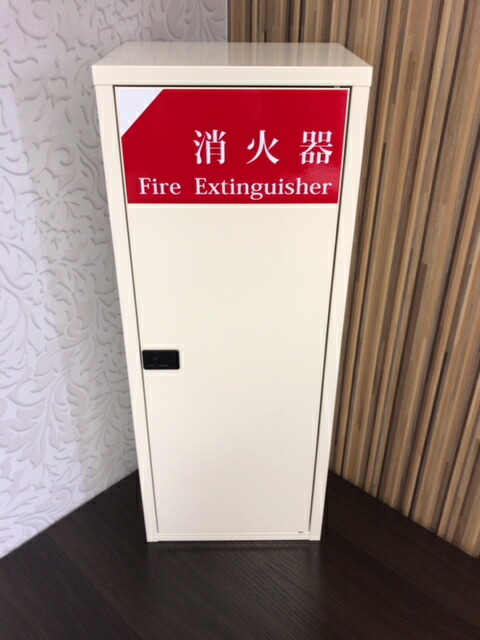 消火器
Fire Extinguisher